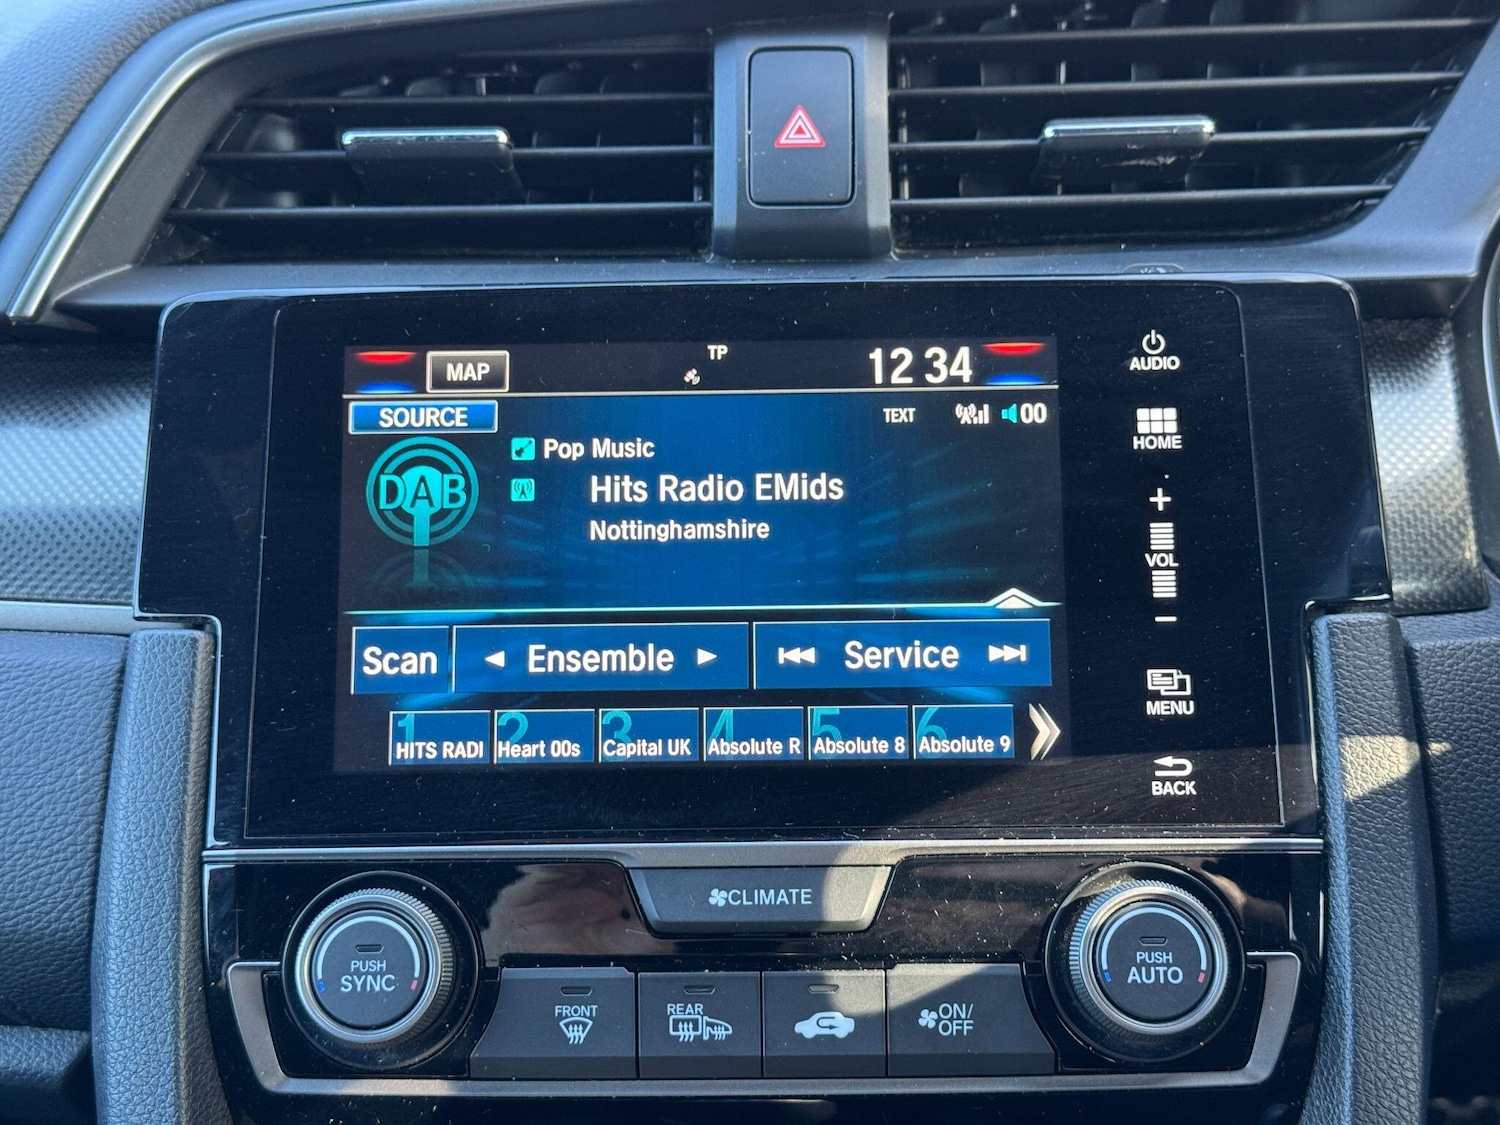 MAP
TP
12 34
AUDIO
SOURCE
TEXT
00
HOME
DAB
Pop Music
Hits Radio EMids
Nottinghamshire
+
VOL
−
Scan
Ensemble
Service
MENU
1 HITS RADI
2 Heart 00s
3 Capital UK
4 Absolute R
5 Absolute 8
6 Absolute 9
BACK
CLIMATE
PUSH
SYNC
PUSH
AUTO
FRONT
REAR
ON/
OFF